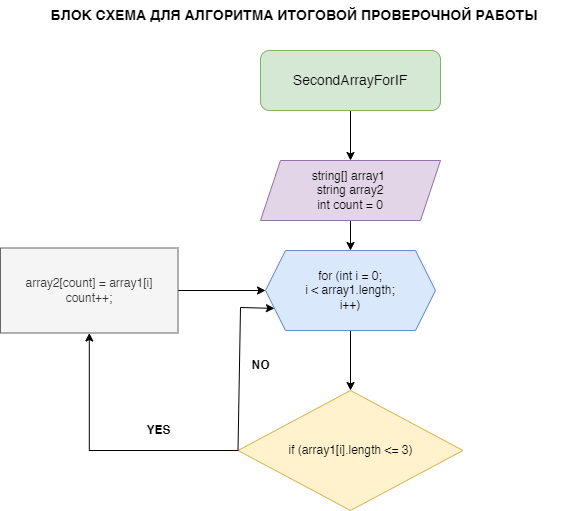 БЛОК СХЕМА ДЛЯ АЛГОРИТМА ИТОГОВОЙ ПРОВЕРОЧНОЙ РАБОТЫ
SecondArrayForIF
string[] array1
string array2
int count = 0
for (int i = 0;
i < array1.length;
i++)
array2[count] = array1[i]
count++;
NO
YES
if (array1[i].length <= 3)